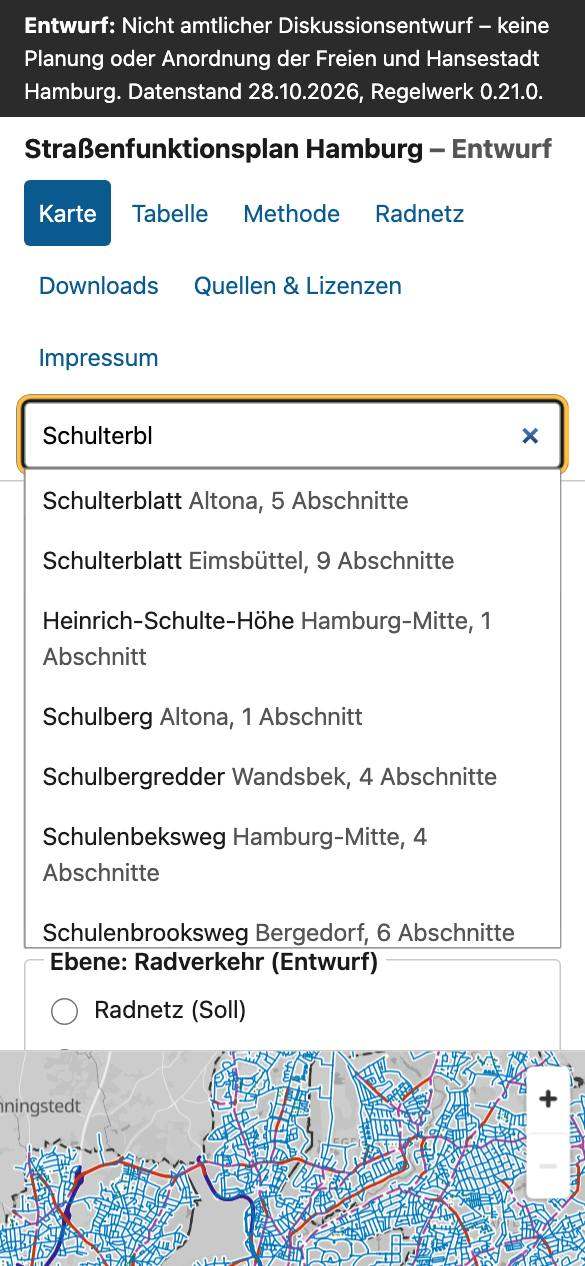 Entwurf: Nicht amtlicher Diskussionsentwurf – keine
Planung oder Anordnung der Freien und Hansestadt
Hamburg. Datenstand 28.10.2026, Regelwerk 0.21.0.
Straßenfunktionsplan Hamburg – Entwurf
Karte Tabelle Methode Radnetz
Downloads Quellen & Lizenzen
Impressum
Schulterbl ×
Schulterblatt Altona, 5 Abschnitte
Schulterblatt Eimsbüttel, 9 Abschnitte
Heinrich-Schulte-Höhe Hamburg-Mitte, 1
Abschnitt
Schulberg Altona, 1 Abschnitt
Schulbergredder Wandsbek, 4 Abschnitte
Schulenbeksweg Hamburg-Mitte, 4
Abschnitte
Schulenbrooksweg Bergedorf, 6 Abschnitte
Ebene: Radverkehr (Entwurf)
Radnetz (Soll)
nningstedt
+
−